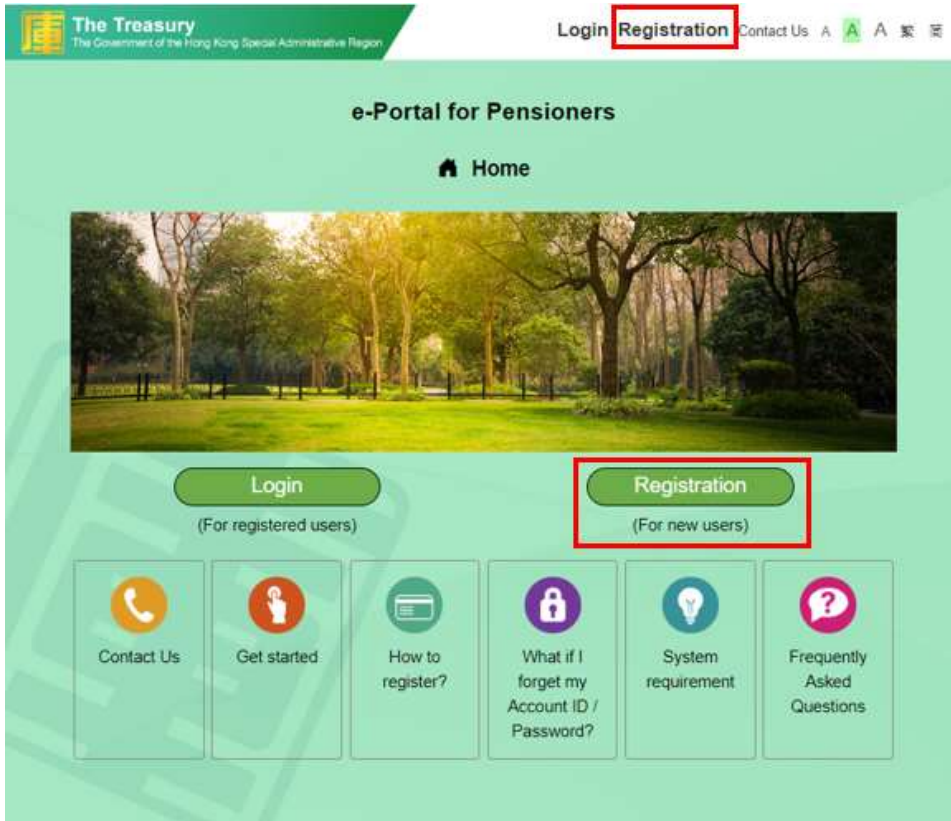 庫
The Treasury
The Government of the Hong Kong Special Administrative Region
Login Registration Contact Us A A A 繁 简
e-Portal for Pensioners
Home
Login
Registration
(For registered users)
(For new users)
Contact Us
Get started
How to
register?
What if I
forget my
Account ID /
Password?
System
requirement
Frequently
Asked
Questions